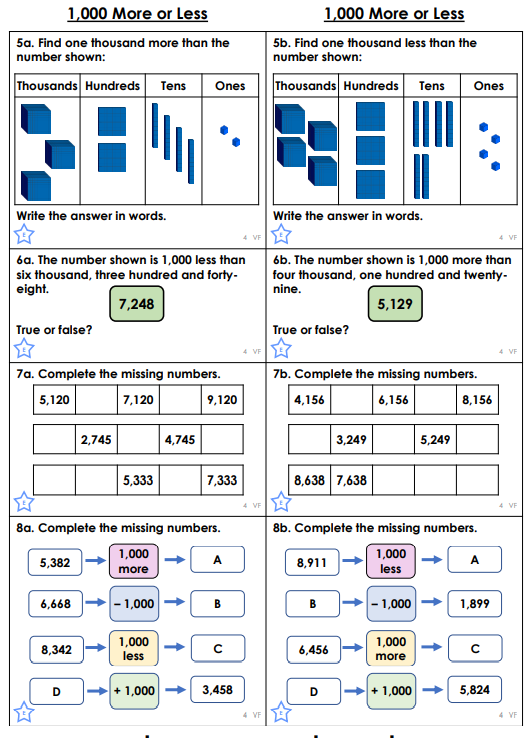 1,000 More or Less
1,000 More or Less
5a. Find one thousand more than the
number shown:
Thousands Hundreds Tens Ones
Write the answer in words.
E
4 VF
5b. Find one thousand less than the
number shown:
Thousands Hundreds Tens Ones
Write the answer in words.
E
4 VF
6a. The number shown is 1,000 less than
six thousand, three hundred and forty-
eight.
7,248
True or false?
E
4 VF
6b. The number shown is 1,000 more than
four thousand, one hundred and twenty-
nine.
5,129
True or false?
E
4 VF
7a. Complete the missing numbers.
5,120 7,120 9,120
2,745 4,745
5,333 7,333
E
4 VF
7b. Complete the missing numbers.
4,156 6,156 8,156
3,249 5,249
8,638 7,638
E
4 VF
8a. Complete the missing numbers.
5,382 1,000 more A
6,668 – 1,000 B
8,342 1,000 less C
D + 1,000 3,458
E
4 VF
8b. Complete the missing numbers.
8,911 1,000 less A
B – 1,000 1,899
6,456 1,000 more C
D + 1,000 5,824
E
4 VF